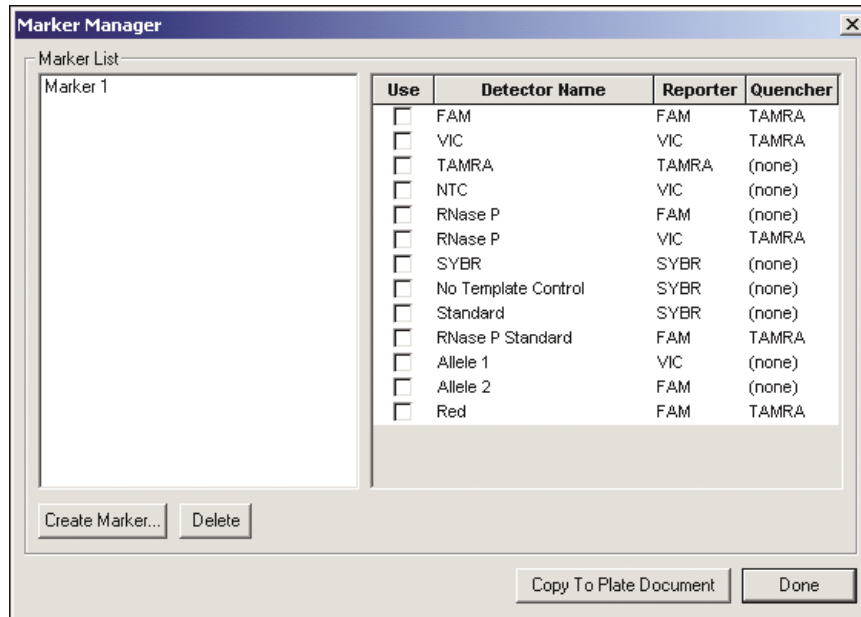 Marker Manager
Marker List
Marker 1
Use Detector Name Reporter Quencher
FAM FAM TAMRA
VIC VIC TAMRA
TAMRA TAMRA (none)
NTC VIC (none)
RNase P FAM (none)
RNase P VIC TAMRA
SYBR SYBR (none)
No Template Control SYBR (none)
Standard SYBR (none)
RNase P Standard FAM TAMRA
Allele 1 VIC (none)
Allele 2 FAM (none)
Red FAM TAMRA
Create Marker... Delete
Copy To Plate Document Done